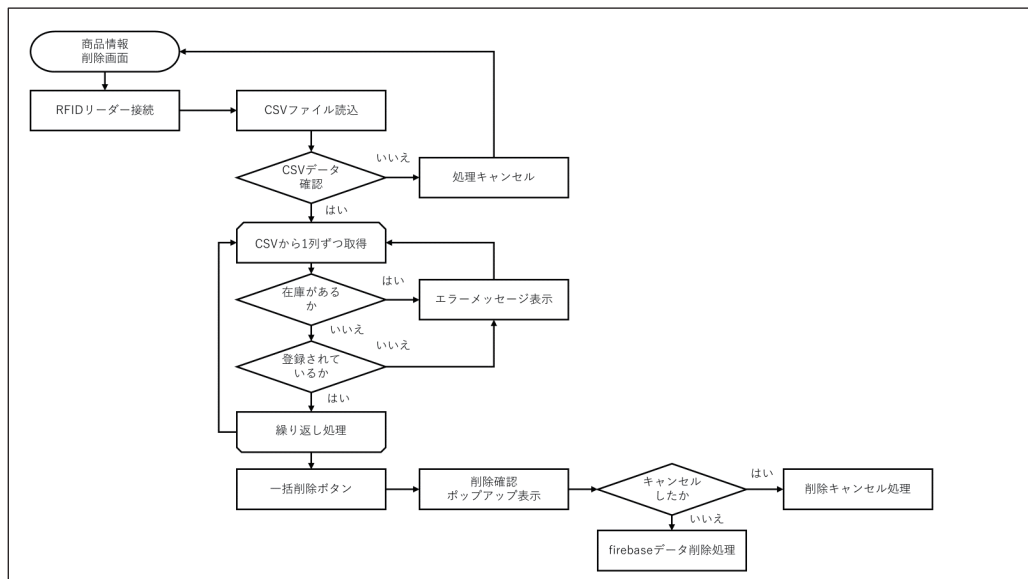 商品情報
削除画面
RFIDリーダー接続
CSVファイル読込
CSVデータ
確認
いいえ
処理キャンセル
はい
CSVから1列ずつ取得
在庫がある
か
はい
エラーメッセージ表示
いいえ
登録されて
いるか
いいえ
はい
繰り返し処理
一括削除ボタン
削除確認
ポップアップ表示
キャンセル
したか
はい
削除キャンセル処理
いいえ
firebaseデータ削除処理